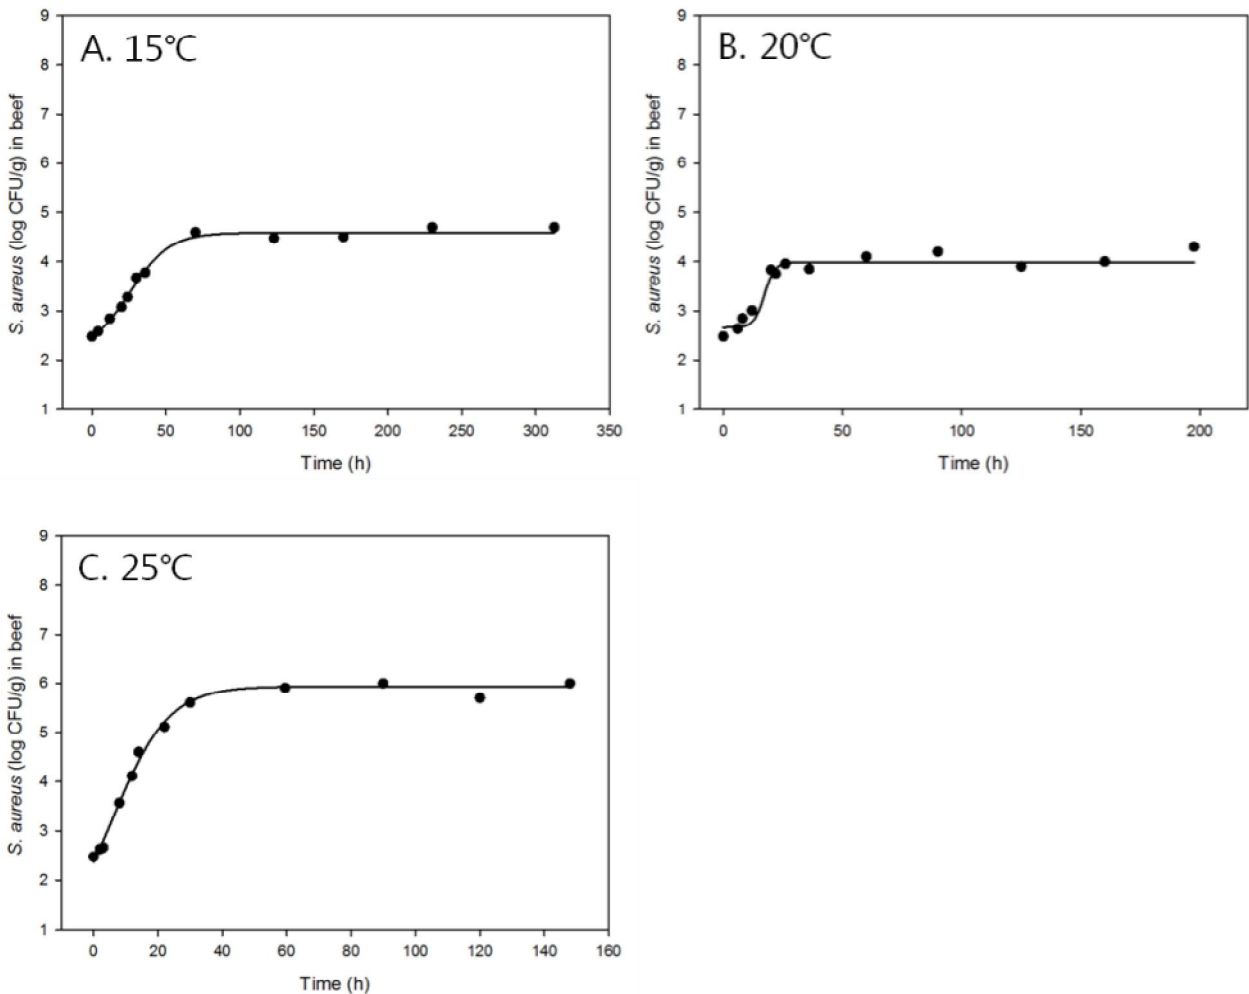 A. 15℃
S. aureus (log CFU/g) in beef
9
8
7
6
5
4
3
2
1
0 50 100 150 200 250 300 350
Time (h)
B. 20℃
S. aureus (log CFU/g) in beef
9
8
7
6
5
4
3
2
1
0 50 100 150 200
Time (h)
C. 25℃
S. aureus (log CFU/g) in beef
9
8
7
6
5
4
3
2
1
0 20 40 60 80 100 120 140 160
Time (h)